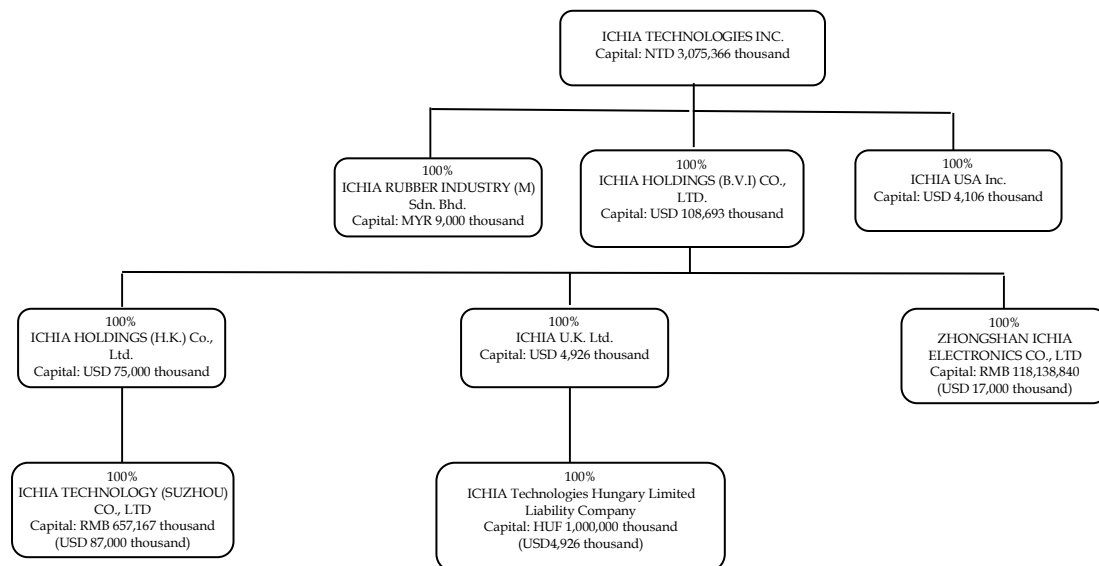 ICHIA TECHNOLOGIES INC.
Capital: NTD 3,075,366 thousand
100%
ICHIA RUBBER INDUSTRY (M)
Sdn. Bhd.
Capital: MYR 9,000 thousand
100%
ICHIA HOLDINGS (B.V.I) CO.,
LTD.
Capital: USD 108,693 thousand
100%
ICHIA USA Inc.
Capital: USD 4,106 thousand
100%
ICHIA HOLDINGS (H.K.) Co.,
Ltd.
Capital: USD 75,000 thousand
100%
ICHIA U.K. Ltd.
Capital: USD 4,926 thousand
100%
ZHONGSHAN ICHIA
ELECTRONICS CO., LTD
Capital: RMB 118,138,840
(USD 17,000 thousand)
100%
ICHIA TECHNOLOGY (SUZHOU)
CO., LTD
Capital: RMB 657,167 thousand
(USD 87,000 thousand)
100%
ICHIA Technologies Hungary Limited
Liability Company
Capital: HUF 1,000,000 thousand
(USD4,926 thousand)